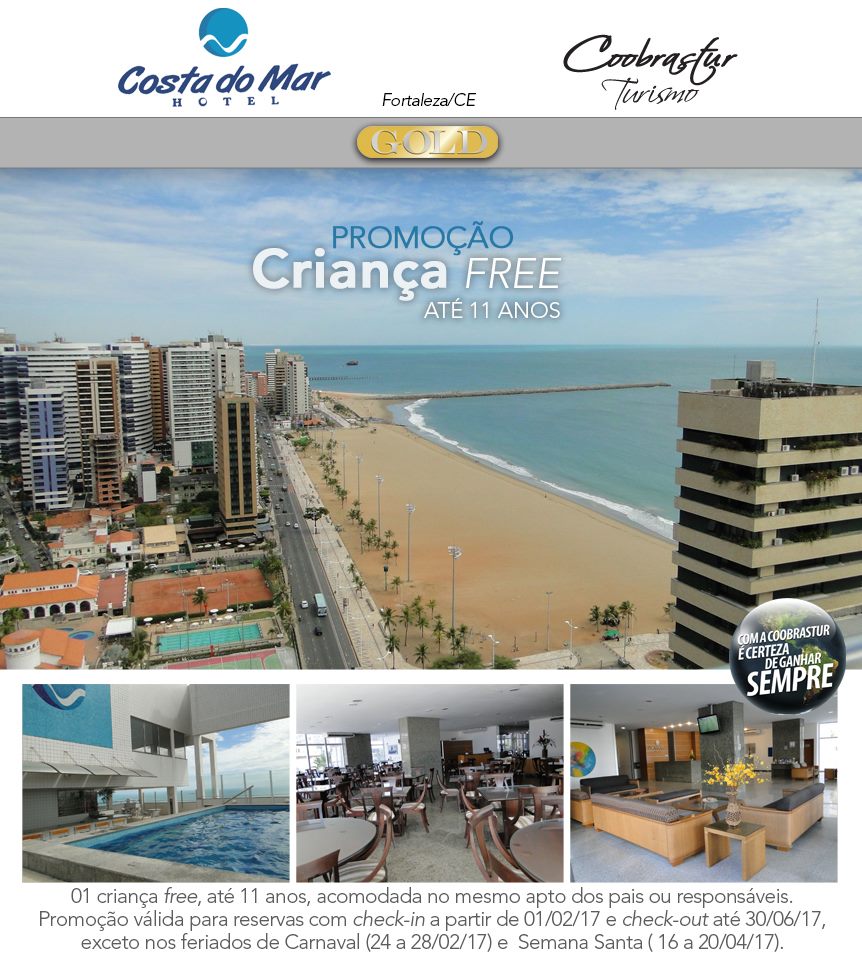 Costa do Mar
HOTEL
Fortaleza/CE
Coobrastur
Turismo
GOLD
PROMOÇÃO
Criança FREE
ATÉ 11 ANOS
COM A COOBRASTUR
É CERTEZA
DE GANHAR
SEMPRE
01 criança free, até 11 anos, acomodada no mesmo apto dos pais ou responsáveis.
Promoção válida para reservas com check-in a partir de 01/02/17 e check-out até 30/06/17,
exceto nos feriados de Carnaval (24 a 28/02/17) e Semana Santa ( 16 a 20/04/17).